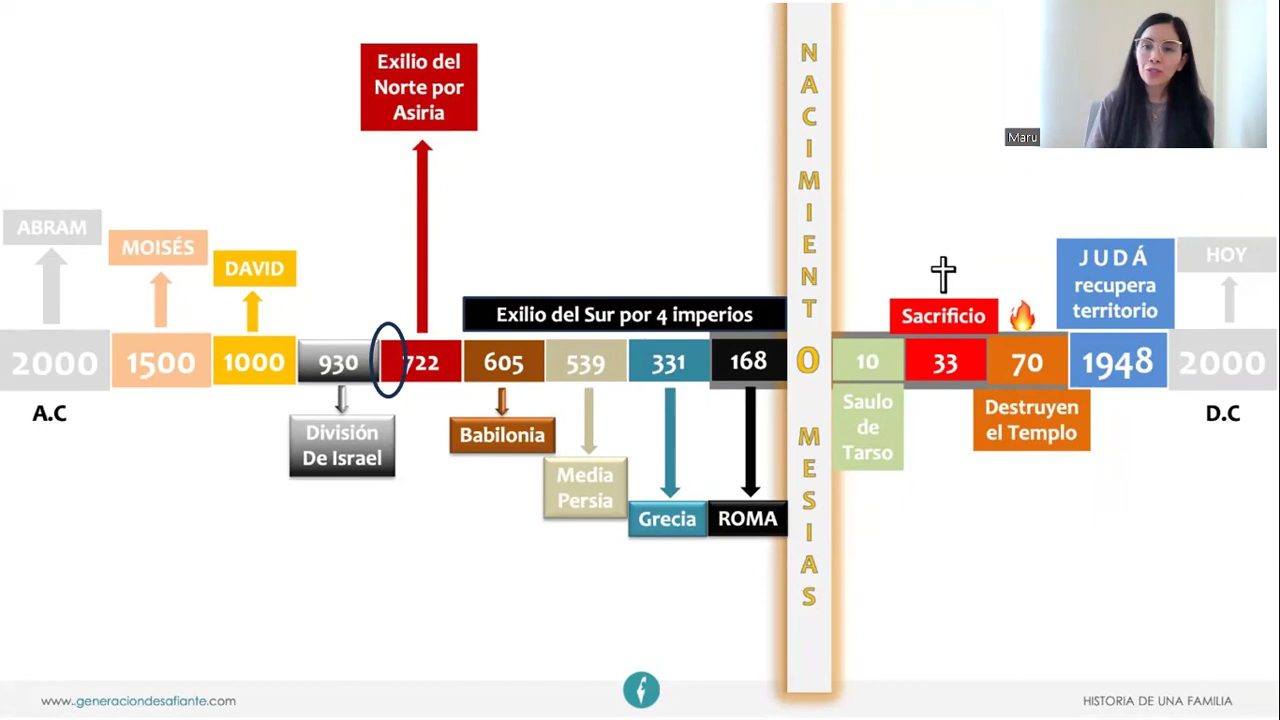 Exilio del
Norte por
Asiria
Maru
ABRAM
MOISÉS
DAVID
Exilio del Sur por 4 imperios
2000
1500
1000
930
722
605
539
331
168
A.C
División
De Israel
Babilonia
Media
Persia
Grecia
ROMA
NACIMIENTO
MESIAS
Sacrificio
JUDÁ
recupera
territorio
HOY
10
33
70
1948
2000
Saulo
de
Tarso
Destruyen
el Templo
D.C
www.generaciondesafiante.com
HISTORIA DE UNA FAMILIA